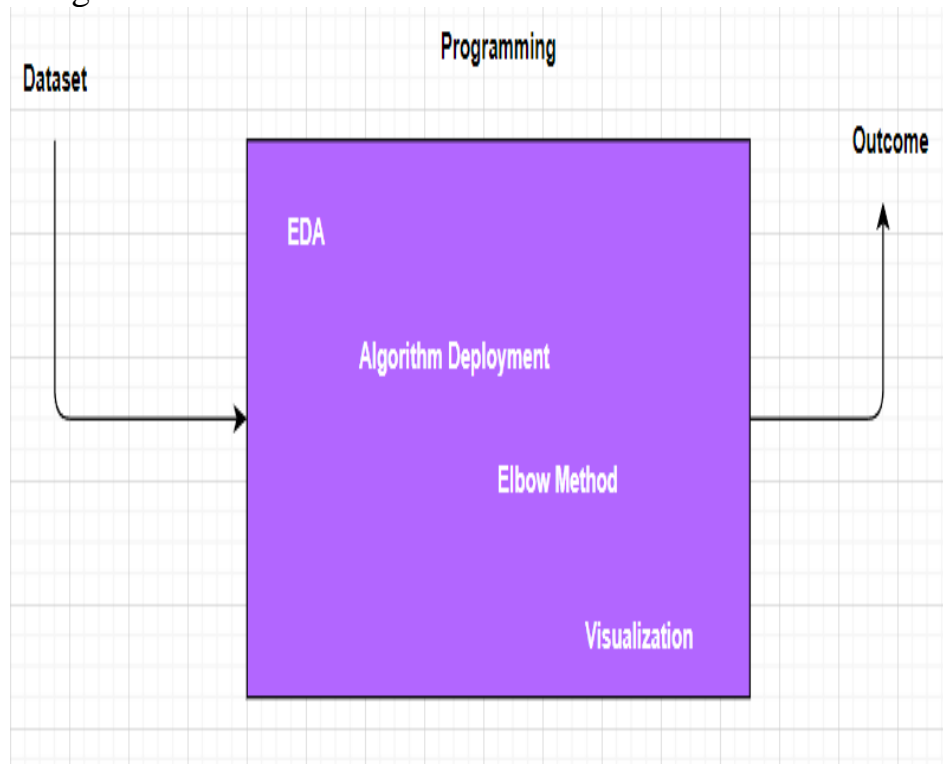 Programming
Dataset
Outcome
EDA
Algorithm Deployment
Elbow Method
Visualization